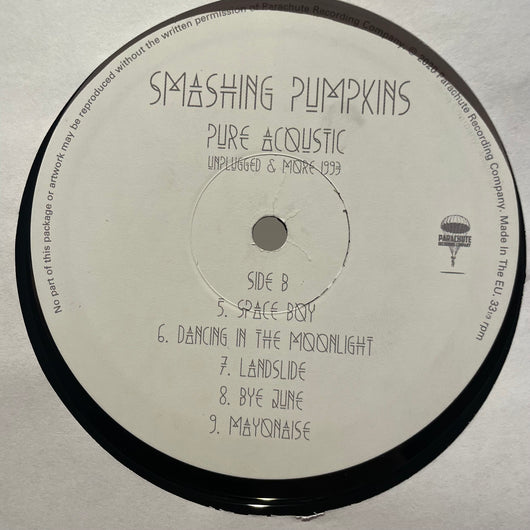 No part of this package or artwork may be reproduced without the written permission of Parachute Recording Company. © 2020 Parachute Recording Company. Made In The EU. 33 1/3 rpm
SMASHING PUMPKINS
PURE ACOUSTIC
UNPLUGGED & MORE 1993
PARACHUTE
RECORDING COMPANY
SIDE B
5. SPACE BOY
6. DANCING IN THE MOONLIGHT
7. LANDSLIDE
8. BYE JUNE
9. MAYONAISE